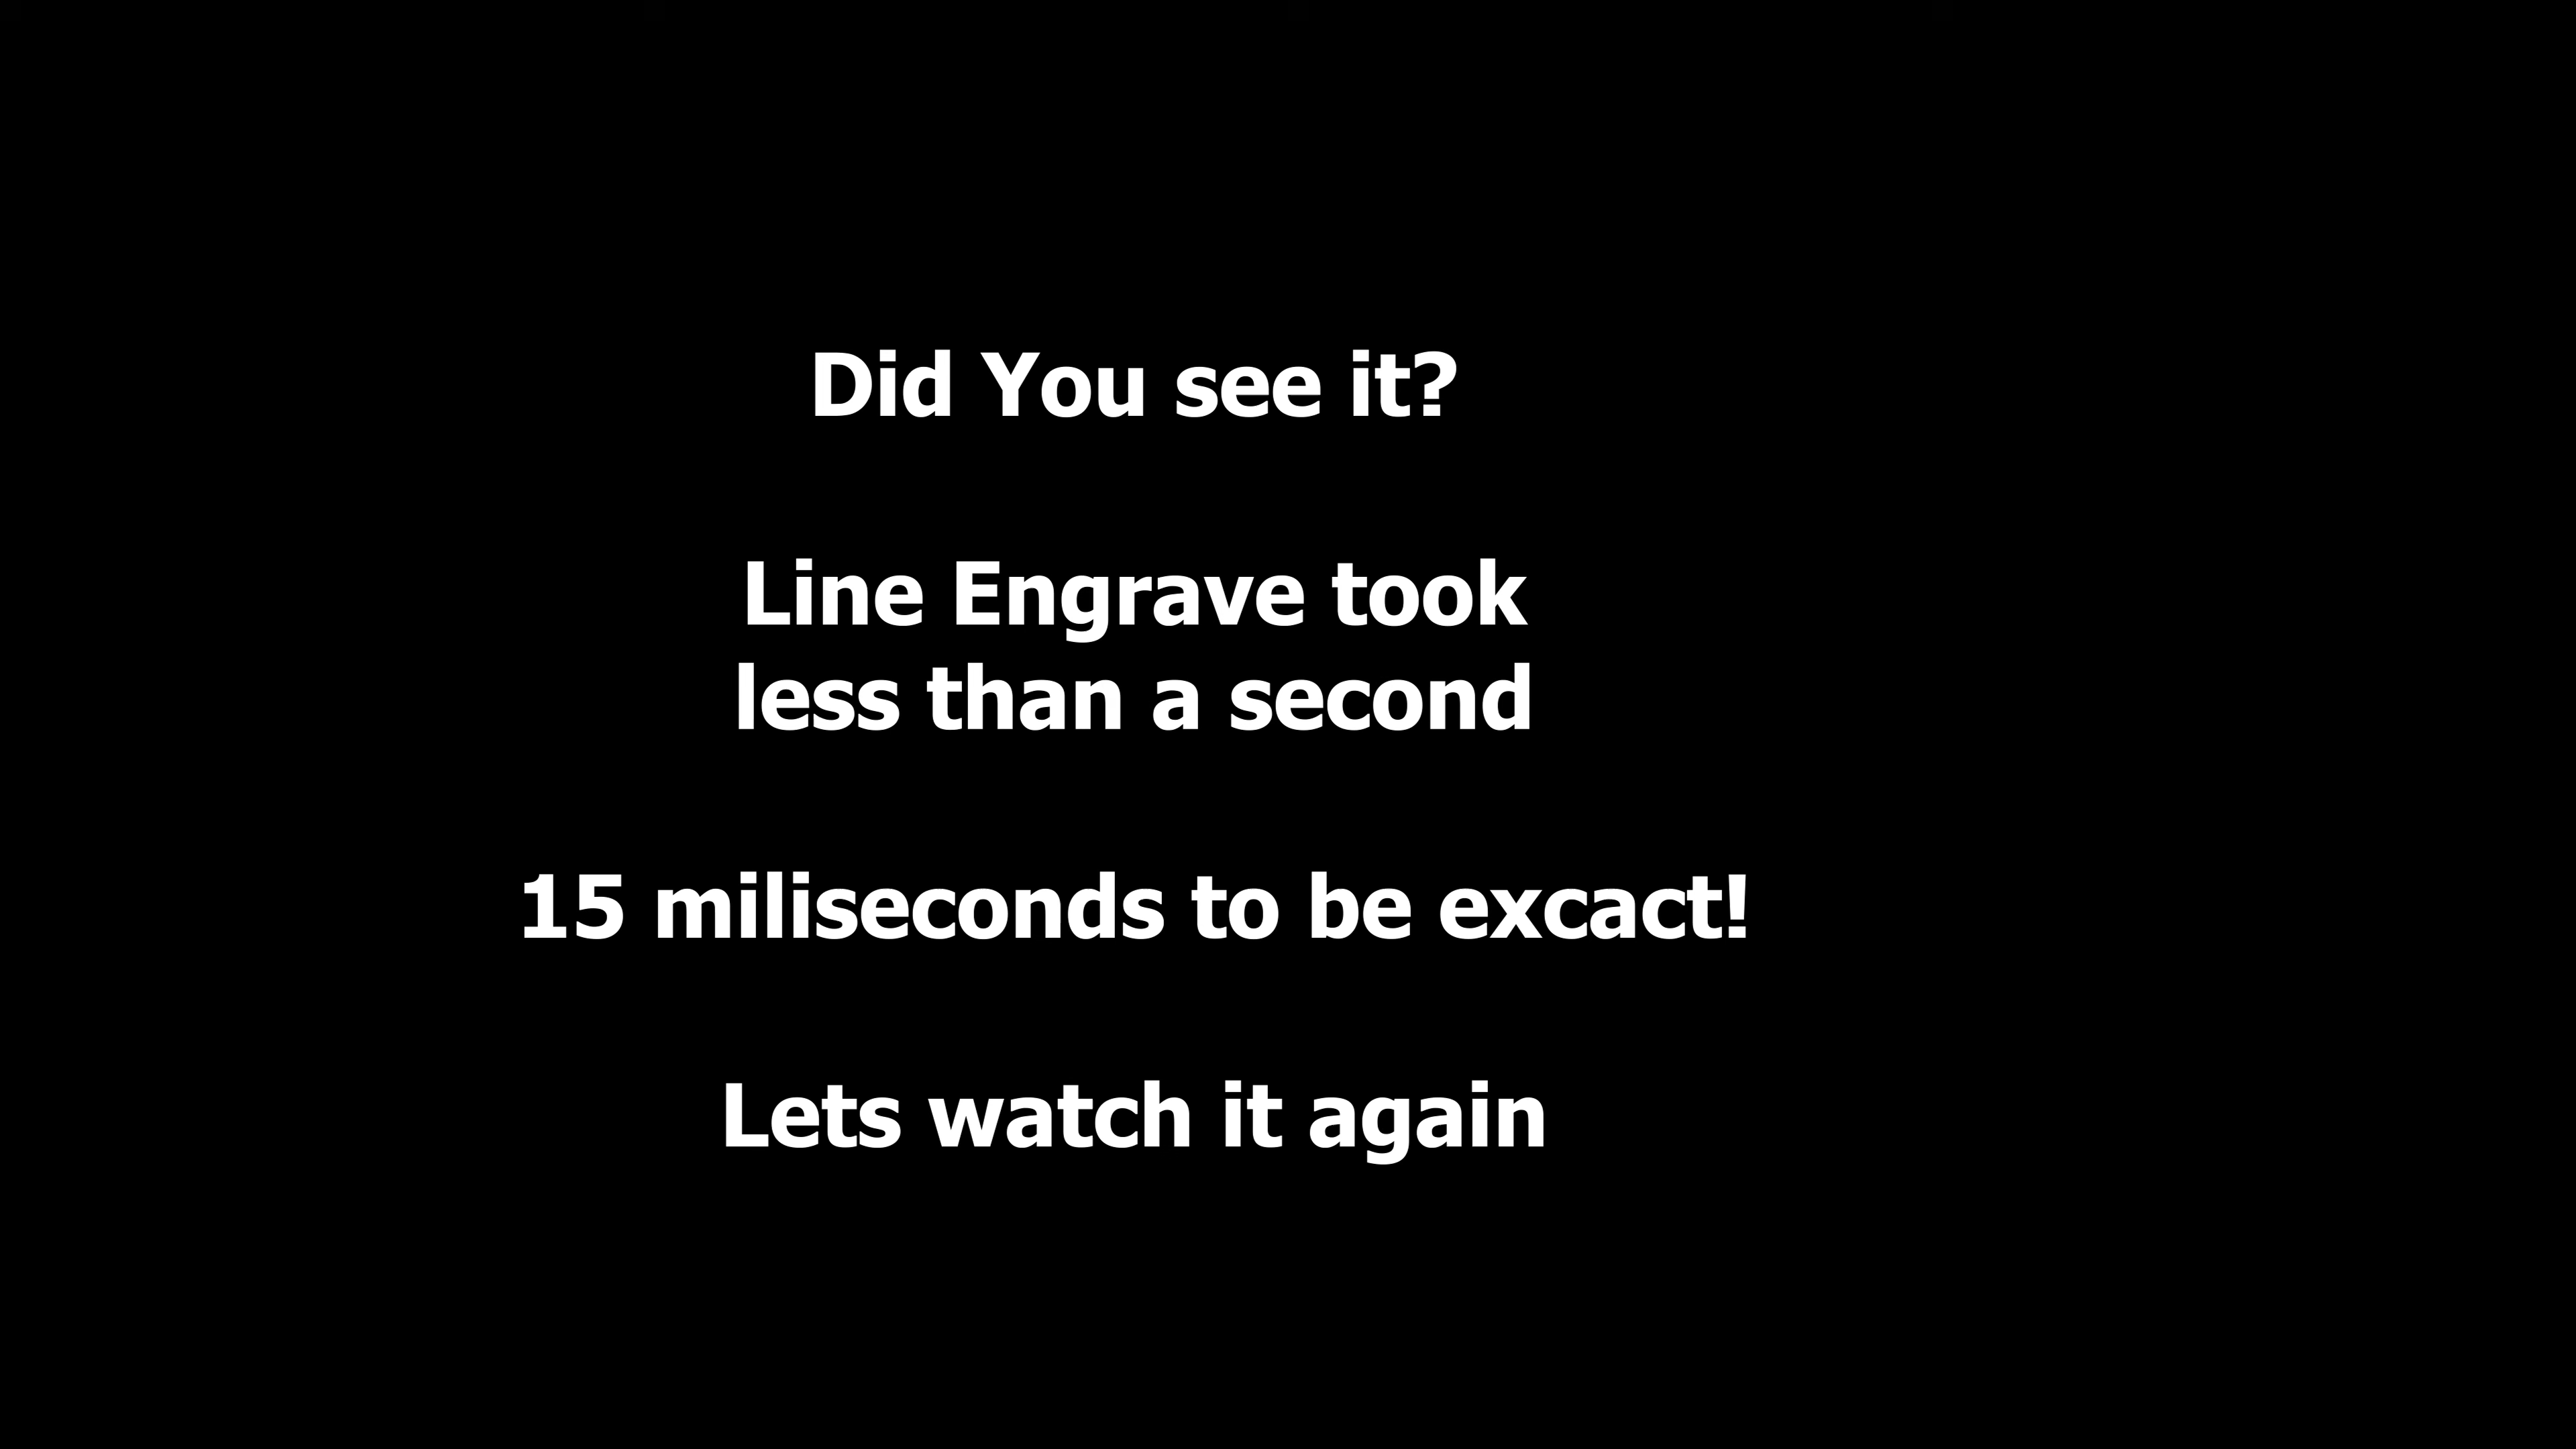 Did You see it?
Line Engrave took
less than a second
15 miliseconds to be excact!
Lets watch it again